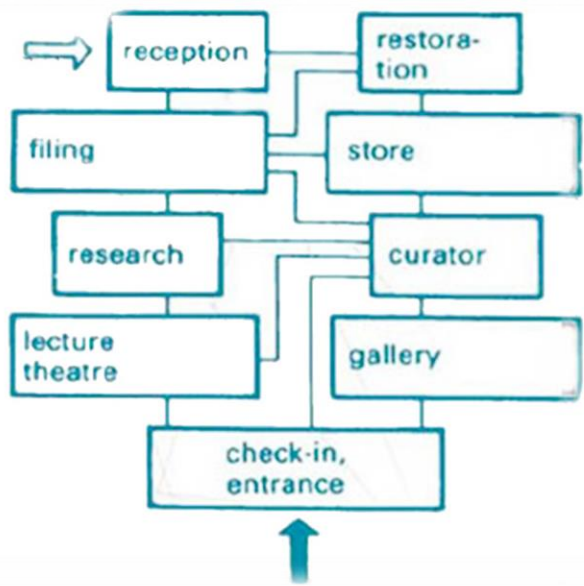 reception
restora-
tion
filing
store
research
curator
lecture
theatre
gallery
check-in,
entrance